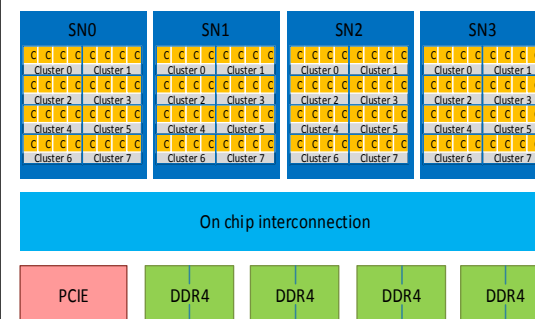 SN0 SN1 SN2 SN3
C C C C C C C C C C C C C C C C C C C C C C C C C C C C C C C
Cluster 0 Cluster 1 Cluster 0 Cluster 1 Cluster 0 Cluster 1 Cluster 0 Cluster 1
C C C C C C C C C C C C C C C C C C C C C C C C C C C C C C C
Cluster 2 Cluster 3 Cluster 2 Cluster 3 Cluster 2 Cluster 3 Cluster 2 Cluster 3
C C C C C C C C C C C C C C C C C C C C C C C C C C C C C C C
Cluster 4 Cluster 5 Cluster 4 Cluster 5 Cluster 4 Cluster 5 Cluster 4 Cluster 5
C C C C C C C C C C C C C C C C C C C C C C C C C C C C C C C
Cluster 6 Cluster 7 Cluster 6 Cluster 7 Cluster 6 Cluster 7 Cluster 6 Cluster 7
On chip interconnection
PCIE DDR4 DDR4 DDR4 DDR4